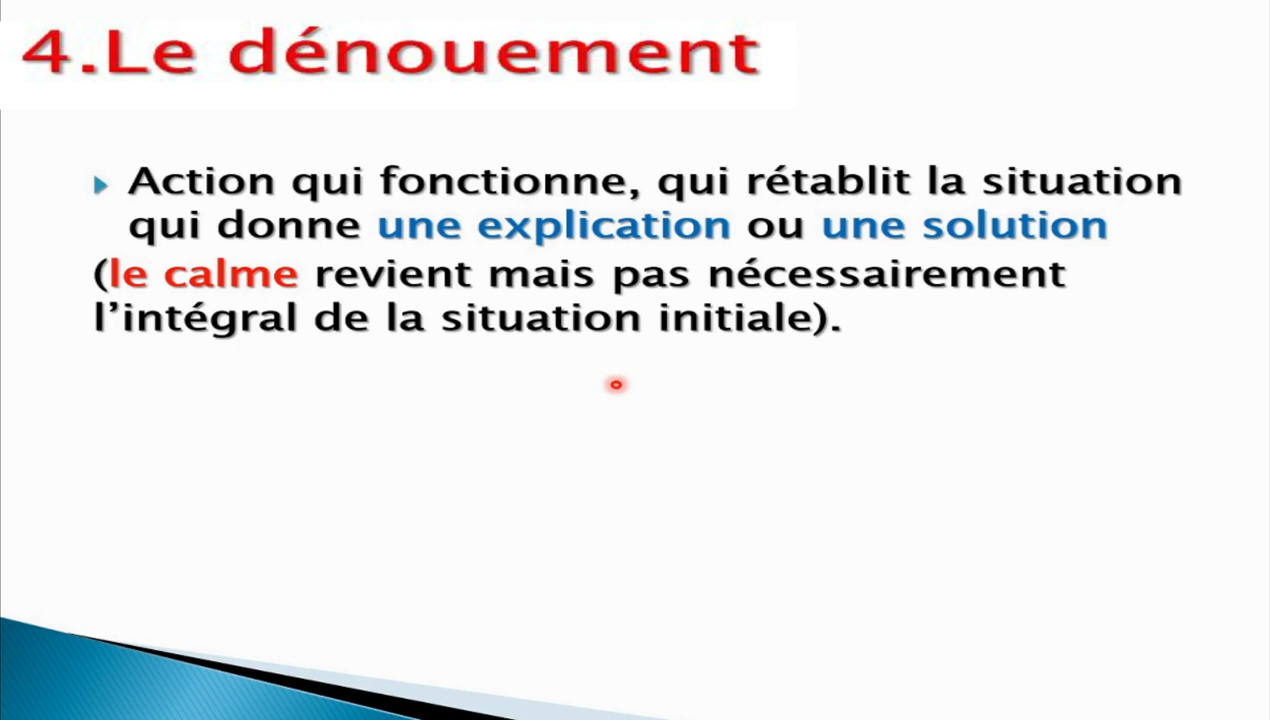 4.Le dénouement
Action qui fonctionne, qui rétablit la situation
qui donne une explication ou une solution
(le calme revient mais pas nécessairement
l’intégral de la situation initiale).